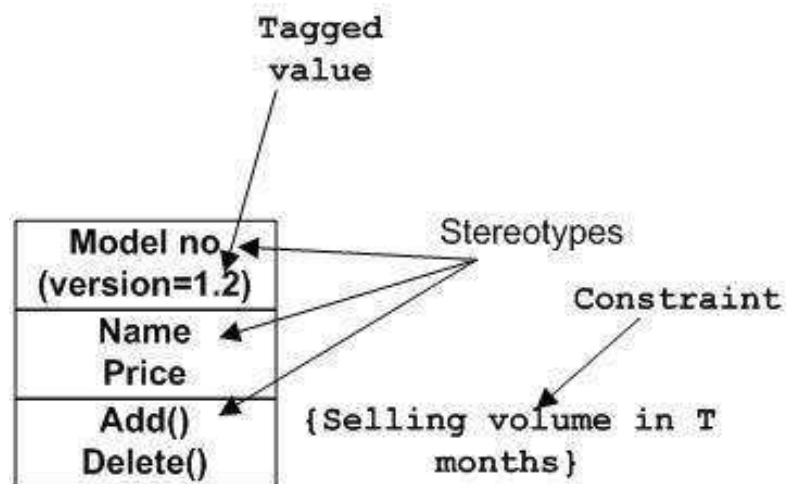 Tagged
value
Model no
(version=1.2)
Name
Price
Add()
Delete()
Stereotypes
Constraint
{Selling volume in T
months}